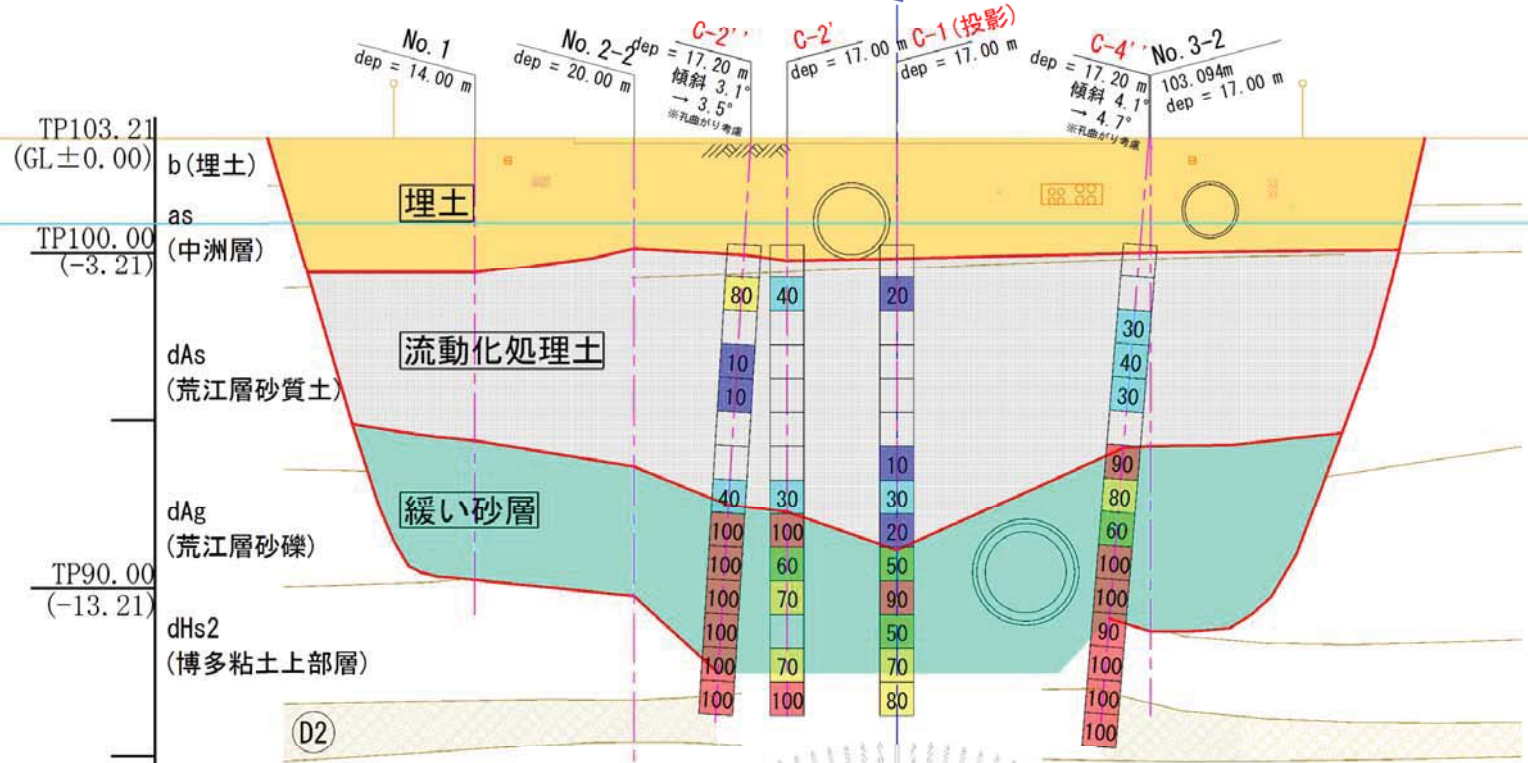 No. 1
dep = 14.00 m
No. 2-2
dep = 20.00 m
C-2''
dep = 17.20 m
傾斜 3.1°
→ 3.5°
※孔曲がり考慮
C-2'
dep = 17.00 m
C-1(投影)
dep = 17.00 m
C-4''
dep = 17.20 m
傾斜 4.1°
→ 4.7°
※孔曲がり考慮
No. 3-2
103.094m
dep = 17.00 m
TP103.21
(GL±0.00)
b(埋土)
as
(中洲層)
TP100.00
(-3.21)
dAs
(荒江層砂質土)
dAg
(荒江層砂礫)
TP90.00
(-13.21)
dHs2
(博多粘土上部層)
埋土
流動化処理土
緩い砂層
D2
80
10
10
40
100
100
100
100
100
100
40
30
100
60
70
70
100
20
10
30
20
50
90
50
70
80
30
40
30
90
80
60
100
100
90
100
100
100